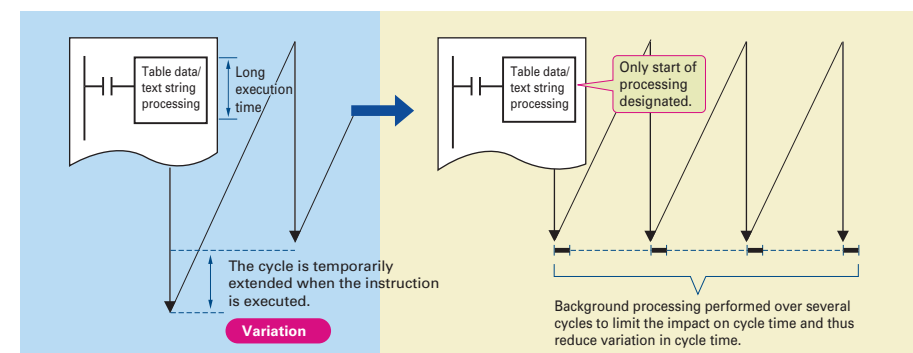 Table data/
text string
processing
Long
execution
time
The cycle is temporarily
extended when the instruction
is executed.
Variation
Table data/
text string
processing
Only start of
processing
designated.
Background processing performed over several
cycles to limit the impact on cycle time and thus
reduce variation in cycle time.